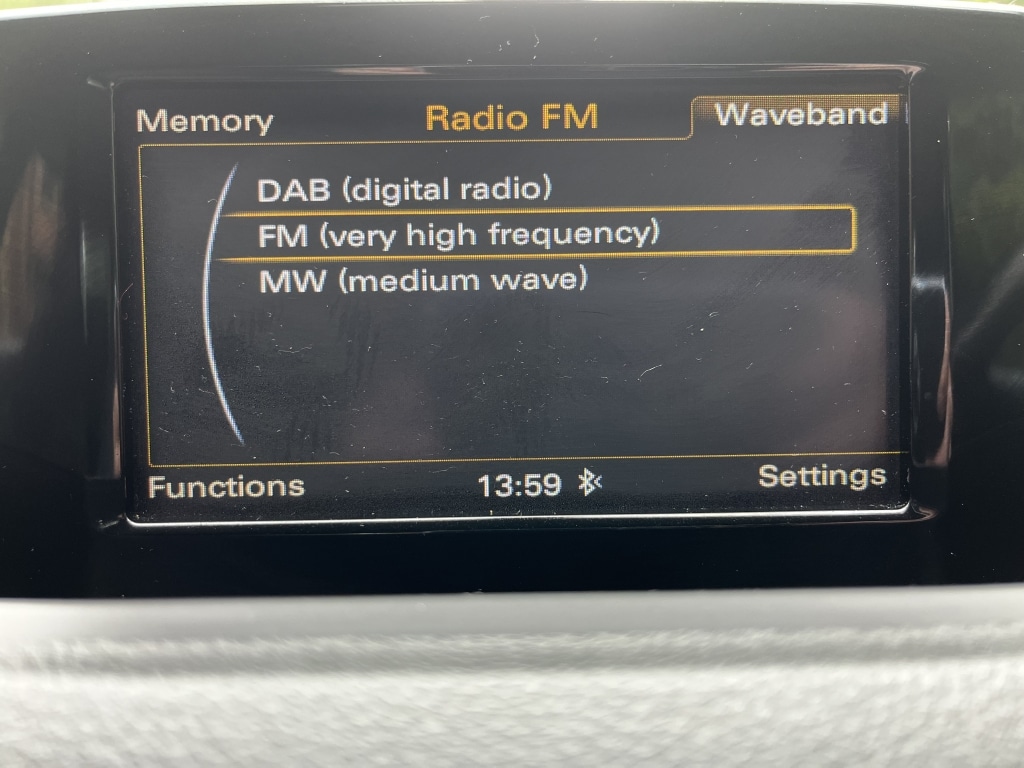 Memory Radio FM Waveband
DAB (digital radio)
FM (very high frequency)
MW (medium wave)
Functions 13:59 Settings